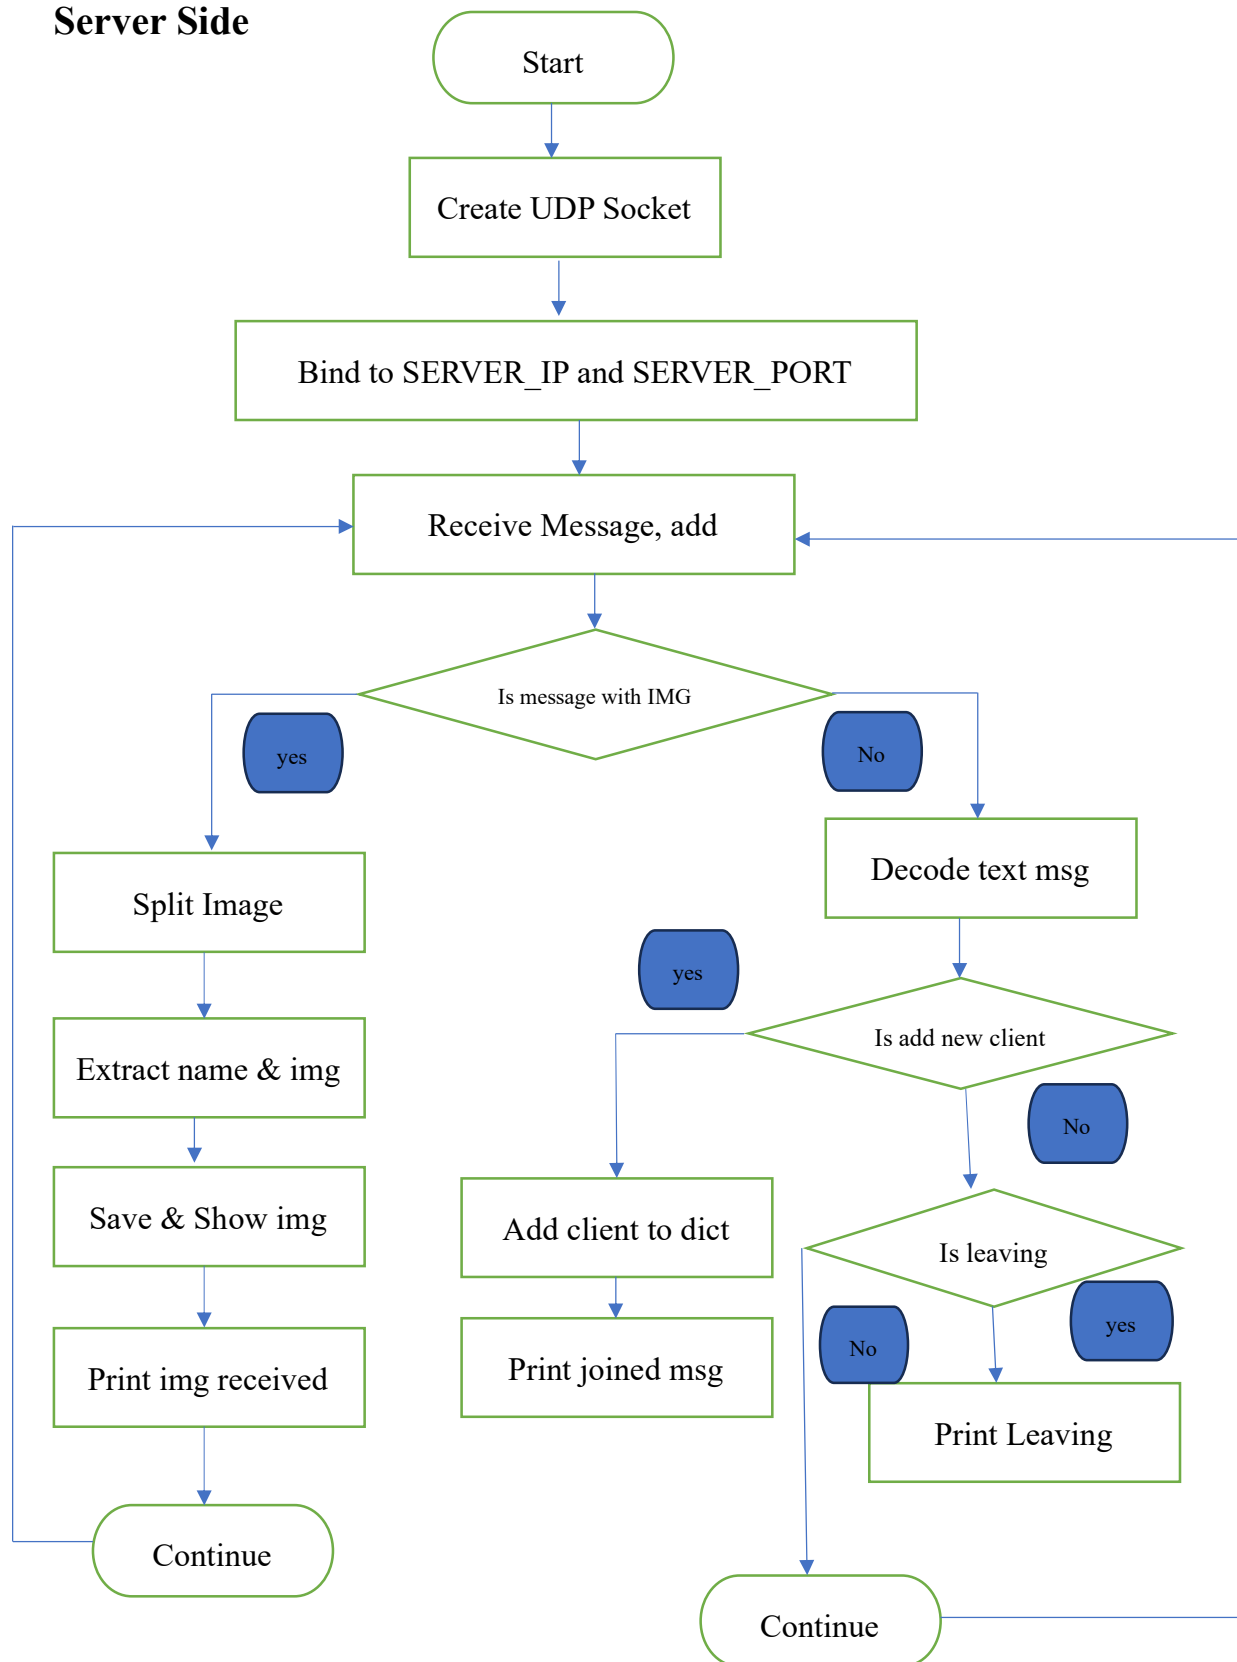 Server Side
Start
Create UDP Socket
Bind to SERVER_IP and SERVER_PORT
Receive Message, add
Is message with IMG
yes
No
Decode text msg
Split Image
yes
Is add new client
Extract name & img
No
Save & Show img
Add client to dict
Is leaving
yes
No
Print img received
Print joined msg
Print Leaving
Continue
Continue